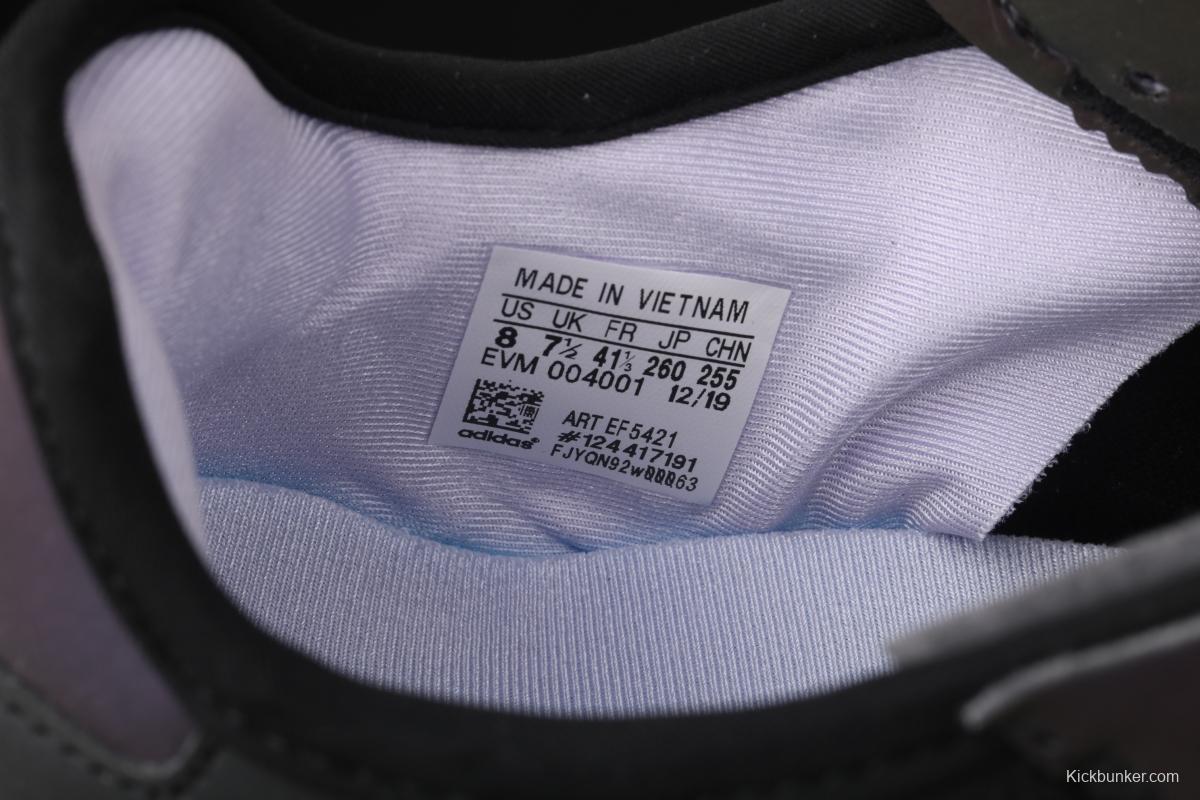 MADE IN VIETNAM
US UK FR JP CHN
8 7½ 41⅓ 260 255
EVM 004001 12/19
ART EF5421
#124417191
adidas®
FJYQN92w00063
Kickbunker.com